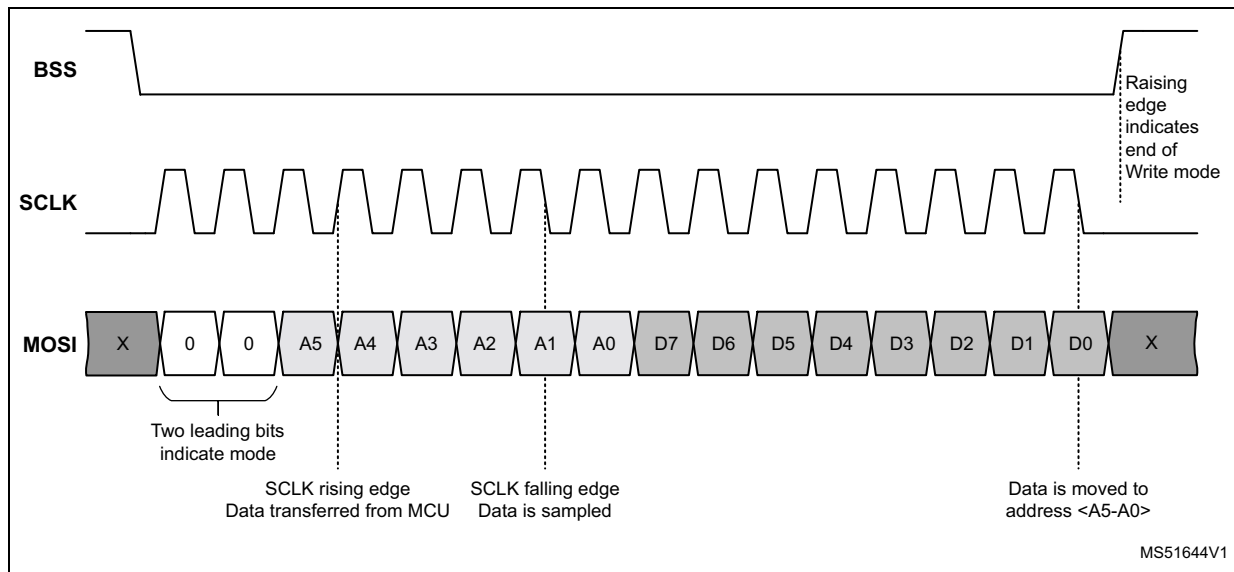 BSS
Raising
edge
indicates
end of
Write mode
SCLK
MOSI X 0 0 A5 A4 A3 A2 A1 A0 D7 D6 D5 D4 D3 D2 D1 D0 X
Two leading bits
indicate mode
SCLK rising edge
Data transferred from MCU
SCLK falling edge
Data is sampled
Data is moved to
address <A5-A0>
MS51644V1